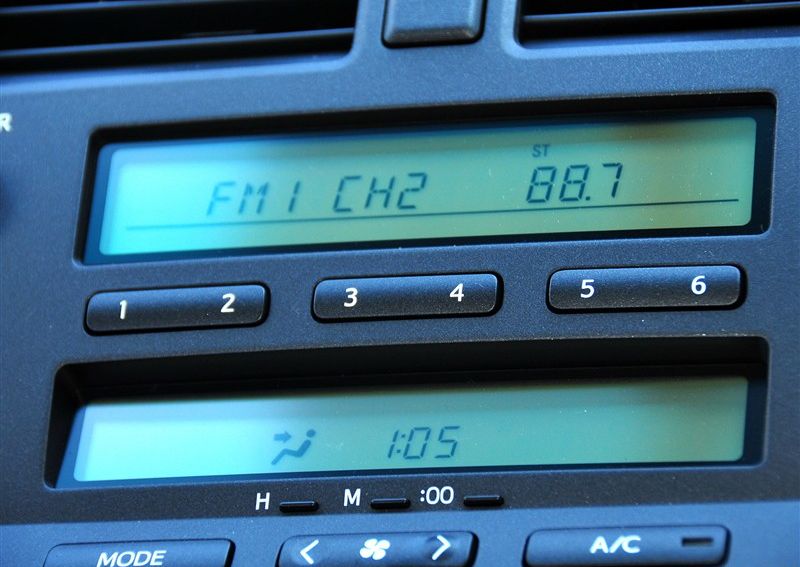 R
ST
FM1 CH2 88.7
1 2 3 4 5 6
1:05
H M :00
MODE < > A/C